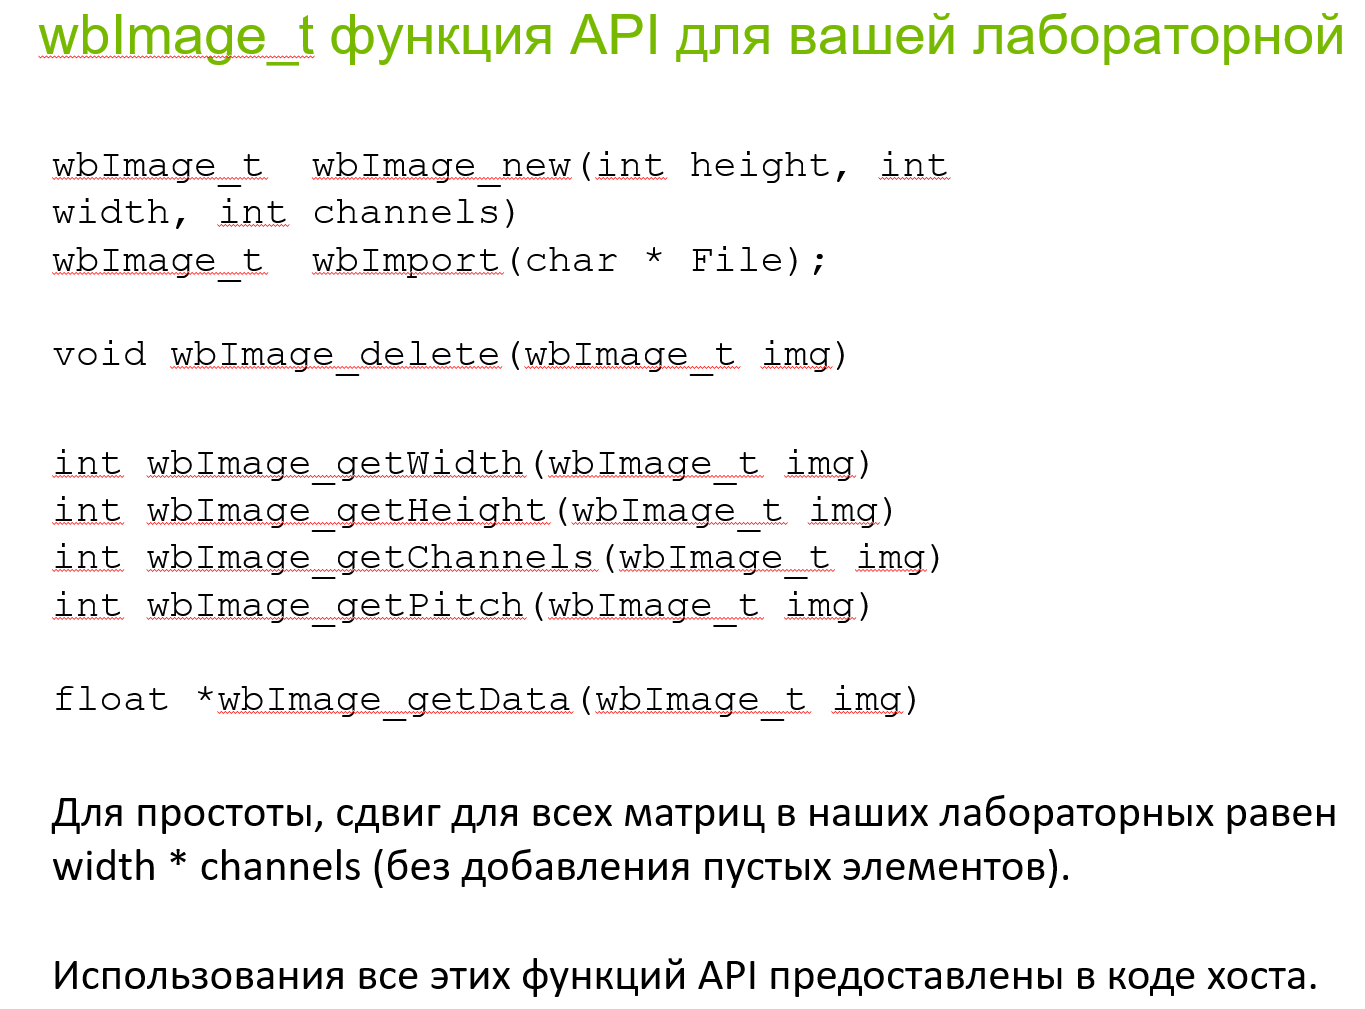 wbImage_t функция API для вашей лабораторной
wbImage_t  wbImage_new(int height, int
width, int channels)
wbImage_t  wbImport(char * File);
void wbImage_delete(wbImage_t img)
int wbImage_getWidth(wbImage_t img)
int wbImage_getHeight(wbImage_t img)
int wbImage_getChannels(wbImage_t img)
int wbImage_getPitch(wbImage_t img)
float *wbImage_getData(wbImage_t img)
Для простоты, сдвиг для всех матриц в наших лабораторных равен
width * channels (без добавления пустых элементов).
Использования все этих функций API предоставлены в коде хоста.